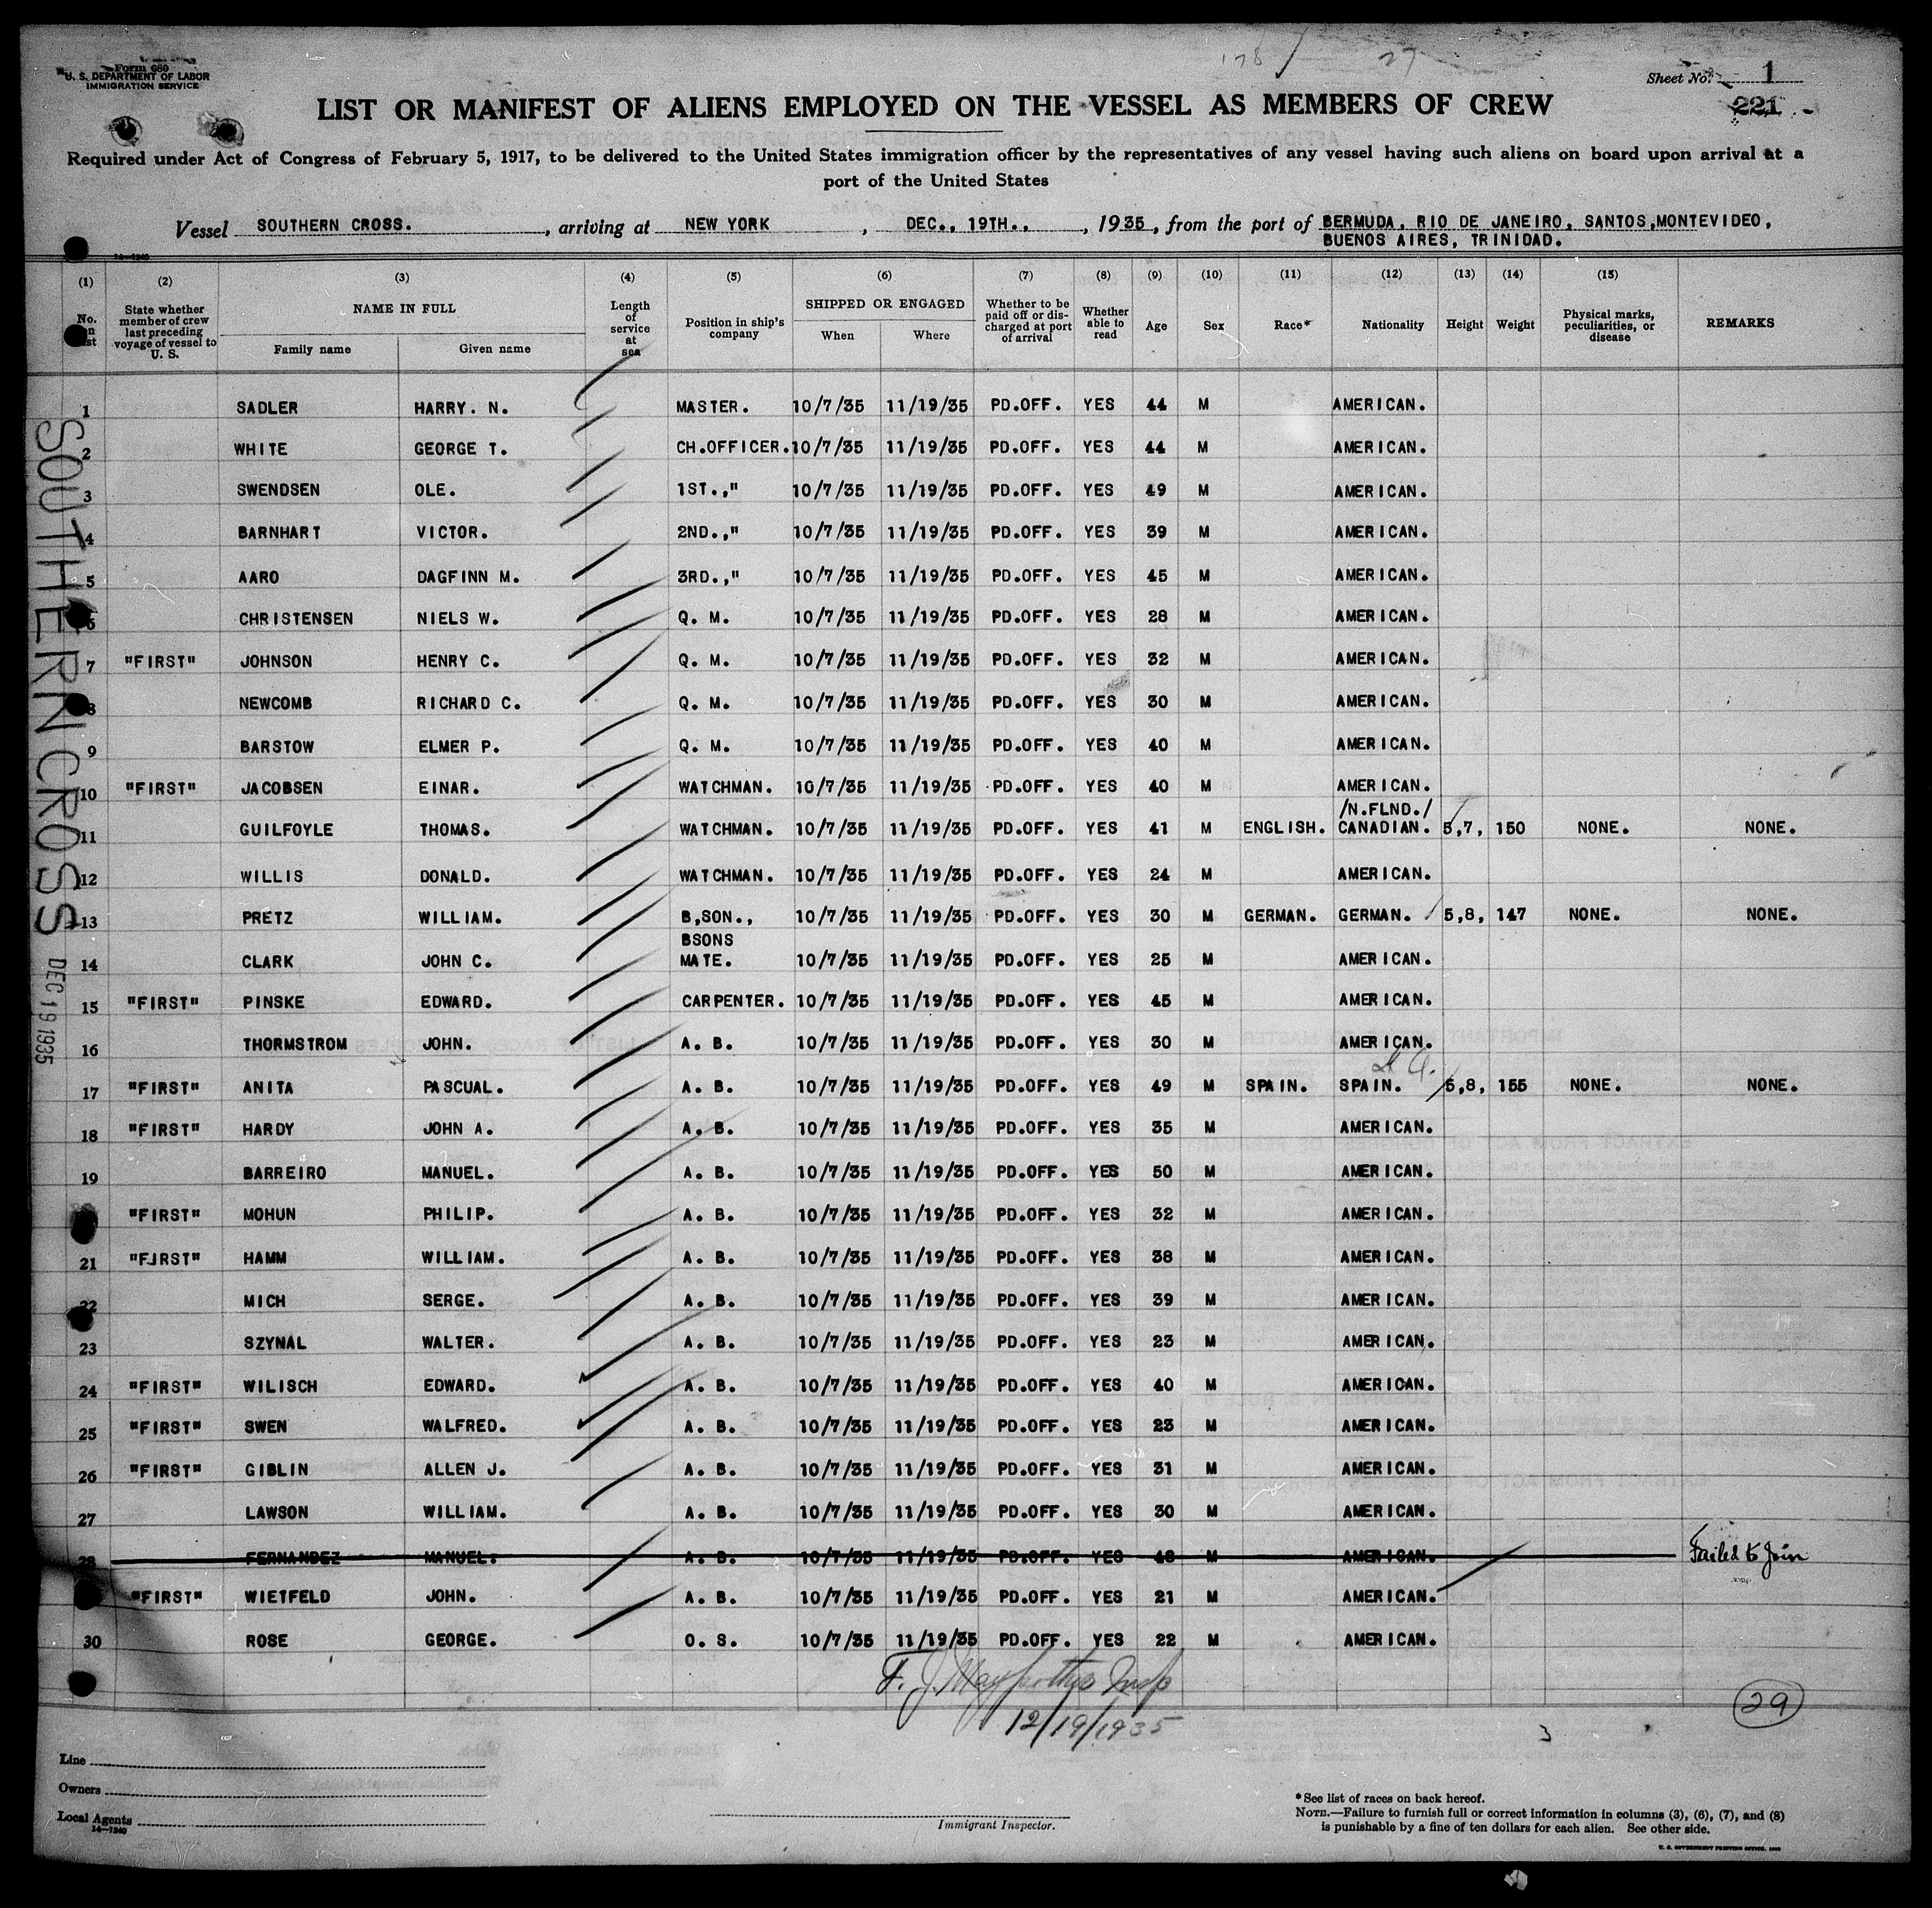 Form 680
U. S. DEPARTMENT OF LABOR
IMMIGRATION SERVICE
Sheet No. 1
221
LIST OR MANIFEST OF ALIENS EMPLOYED ON THE VESSEL AS MEMBERS OF CREW
Required under Act of Congress of February 5, 1917, to be delivered to the United States immigration officer by the representatives of any vessel having such aliens on board upon arrival at a
port of the United States
Vessel SOUTHERN CROSS. , arriving at NEW YORK , DEC., 19TH., , 1935, from the port of BERMUDA, RIO DE JANEIRO, SANTOS, MONTEVIDEO,
BUENOS AIRES, TRINIDAD.
14—1240
(1) (2) (3) (4) (5) (6) (7) (8) (9) (10) (11) (12) (13) (14) (15)
No. State whether member of crew last preceding voyage of vessel to U. S. NAME IN FULL Family name Given name Length of service at sea Position in ship's company SHIPPED OR ENGAGED When Where Whether to be paid off or discharged at port of arrival Whether able to read Age Sex Race* Nationality Height Weight Physical marks, peculiarities, or disease REMARKS
1 SADLER HARRY. N. MASTER. 10/7/35 11/19/35 PD.OFF. YES 44 M AMERICAN.
2 WHITE GEORGE T. CH.OFFICER. 10/7/35 11/19/35 PD.OFF. YES 44 M AMERICAN.
3 SWENDSEN OLE. 1ST.," 10/7/35 11/19/35 PD.OFF. YES 49 M AMERICAN.
4 BARNHART VICTOR. 2ND.," 10/7/35 11/19/35 PD.OFF. YES 39 M AMERICAN.
5 AARO DAGFINN M. 3RD.," 10/7/35 11/19/35 PD.OFF. YES 45 M AMERICAN.
6 CHRISTENSEN NIELS W. Q. M. 10/7/35 11/19/35 PD.OFF. YES 28 M AMERICAN.
7 "FIRST" JOHNSON HENRY C. Q. M. 10/7/35 11/19/35 PD.OFF. YES 32 M AMERICAN.
8 NEWCOMB RICHARD C. Q. M. 10/7/35 11/19/35 PD.OFF. YES 30 M AMERICAN.
9 BARSTOW ELMER P. Q. M. 10/7/35 11/19/35 PD.OFF. YES 40 M AMERICAN.
10 "FIRST" JACOBSEN EINAR. WATCHMAN. 10/7/35 11/19/35 PD.OFF. YES 40 M AMERICAN.
/N.FLND./
11 GUILFOYLE THOMAS. WATCHMAN. 10/7/35 11/19/35 PD.OFF. YES 41 M ENGLISH. CANADIAN. 5,7, 150 NONE. NONE.
12 WILLIS DONALD. WATCHMAN. 10/7/35 11/19/35 PD.OFF. YES 24 M AMERICAN.
13 PRETZ WILLIAM. B,SON., 10/7/35 11/19/35 PD.OFF. YES 30 M GERMAN. GERMAN. 5,8, 147 NONE. NONE.
BSONS
14 CLARK JOHN C. MATE. 10/7/35 11/19/35 PD.OFF. YES 25 M AMERICAN.
15 "FIRST" PINSKE EDWARD. CARPENTER. 10/7/35 11/19/35 PD.OFF. YES 45 M AMERICAN.
16 THORMSTROM JOHN. A. B. 10/7/35 11/19/35 PD.OFF. YES 30 M AMERICAN.
17 "FIRST" ANITA PASCUAL. A. B. 10/7/35 11/19/35 PD.OFF. YES 49 M SPAIN. SPAIN. 5,8, 155 NONE. NONE.
18 "FIRST" HARDY JOHN A. A. B. 10/7/35 11/19/35 PD.OFF. YES 35 M AMERICAN.
19 BARREIRO MANUEL. A. B. 10/7/35 11/19/35 PD.OFF. YES 50 M AMERICAN.
"FIRST" MOHUN PHILIP. A. B. 10/7/35 11/19/35 PD.OFF. YES 32 M AMERICAN.
21 "FIRST" HAMM WILLIAM. A. B. 10/7/35 11/19/35 PD.OFF. YES 38 M AMERICAN.
22 MICH SERGE. A. B. 10/7/35 11/19/35 PD.OFF. YES 39 M AMERICAN.
23 SZYNAL WALTER. A. B. 10/7/35 11/19/35 PD.OFF. YES 23 M AMERICAN.
24 "FIRST" WILISCH EDWARD. A. B. 10/7/35 11/19/35 PD.OFF. YES 40 M AMERICAN.
25 "FIRST" SWEN WALFRED. A. B. 10/7/35 11/19/35 PD.OFF. YES 23 M AMERICAN.
26 "FIRST" GIBLIN ALLEN J. A. B. 10/7/35 11/19/35 PD.OFF. YES 31 M AMERICAN.
27 LAWSON WILLIAM. A. B. 10/7/35 11/19/35 PD.OFF. YES 30 M AMERICAN.
28 FERNANDEZ MANUEL. A. B. 10/7/35 11/19/35 PD.OFF. YES 48 M AMERICAN. Failed to Join
"FIRST" WIETFELD JOHN. A. B. 10/7/35 11/19/35 PD.OFF. YES 21 M AMERICAN.
30 ROSE GEORGE. O. S. 10/7/35 11/19/35 PD.OFF. YES 22 M AMERICAN.
SOUTHERN CROSS
DEC 19 1935
F. J. Insp
12/19/1935
29
3
Line
Owners
Local Agents
14—1240
Immigrant Inspector.
*See list of races on back hereof.
NOTE.—Failure to furnish full or correct information in columns (3), (6), (7), and (8)
is punishable by a fine of ten dollars for each alien. See other side.
U. S. GOVERNMENT PRINTING OFFICE